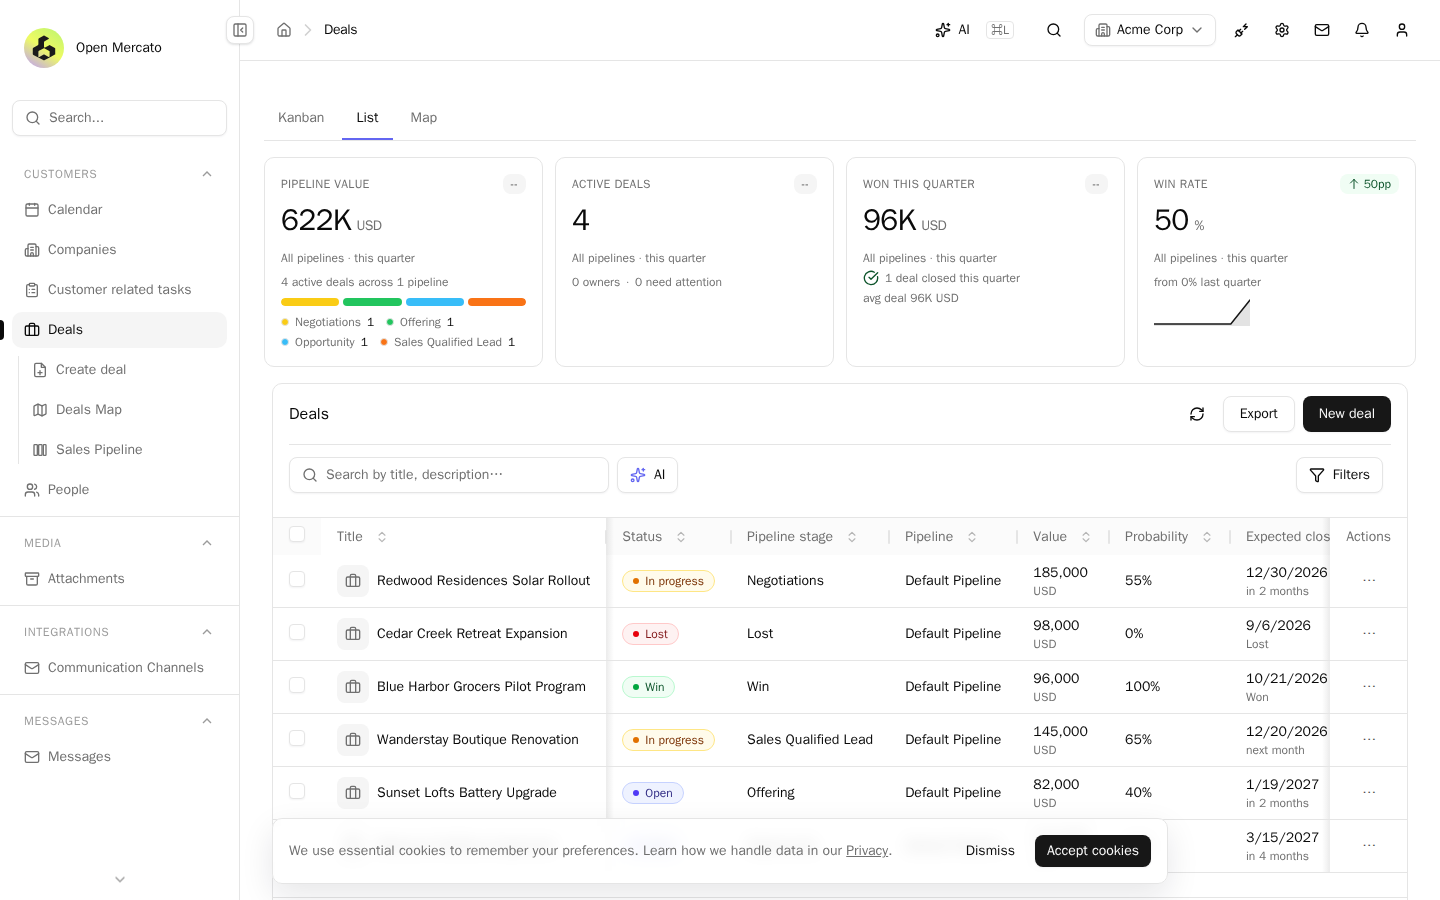 Open Mercato
Deals
AI
⌘L
Acme Corp
Search...
CUSTOMERS
Calendar
Companies
Customer related tasks
Deals
Create deal
Deals Map
Sales Pipeline
People
MEDIA
Attachments
INTEGRATIONS
Communication Channels
MESSAGES
Messages
Kanban
List
Map
PIPELINE VALUE
--
622K USD
All pipelines · this quarter
4 active deals across 1 pipeline
Negotiations 1
Offering 1
Opportunity 1
Sales Qualified Lead 1
ACTIVE DEALS
--
4
All pipelines · this quarter
0 owners · 0 need attention
WON THIS QUARTER
--
96K USD
All pipelines · this quarter
1 deal closed this quarter
avg deal 96K USD
WIN RATE
↑ 50pp
50 %
All pipelines · this quarter
from 0% last quarter
Deals
Export
New deal
Search by title, description…
AI
Filters
Title Status Pipeline stage Pipeline Value Probability Expected clos Actions
Redwood Residences Solar Rollout In progress Negotiations Default Pipeline 185,000 USD 55% 12/30/2026 in 2 months ...
Cedar Creek Retreat Expansion Lost Lost Default Pipeline 98,000 USD 0% 9/6/2026 Lost ...
Blue Harbor Grocers Pilot Program Win Win Default Pipeline 96,000 USD 100% 10/21/2026 Won ...
Wanderstay Boutique Renovation In progress Sales Qualified Lead Default Pipeline 145,000 USD 65% 12/20/2026 next month ...
Sunset Lofts Battery Upgrade Open Offering Default Pipeline 82,000 USD 40% 1/19/2027 in 2 months ...
3/15/2027 in 4 months ...
We use essential cookies to remember your preferences. Learn how we handle data in our Privacy.
Dismiss
Accept cookies